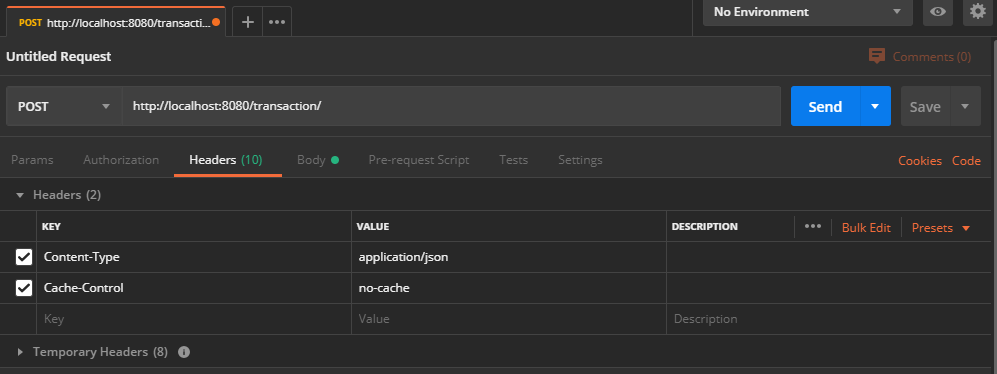 POST http://localhost:8080/transacti... + ••• No Environment
Untitled Request Comments (0)
POST http://localhost:8080/transaction/ Send Save
Params Authorization Headers (10) Body Pre-request Script Tests Settings Cookies Code
Headers (2)
KEY VALUE DESCRIPTION ••• Bulk Edit Presets
Content-Type application/json
Cache-Control no-cache
Key Value Description
Temporary Headers (8) i